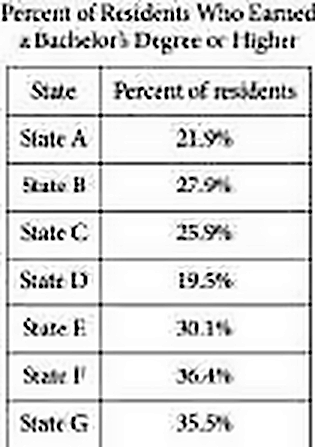 Percent of Residents Who Earned
a Bachelor's Degree or Higher
State Percent of residents
State A 21.9%
State B 27.9%
State C 25.9%
State D 19.5%
State E 30.1%
State F 36.4%
State G 35.5%